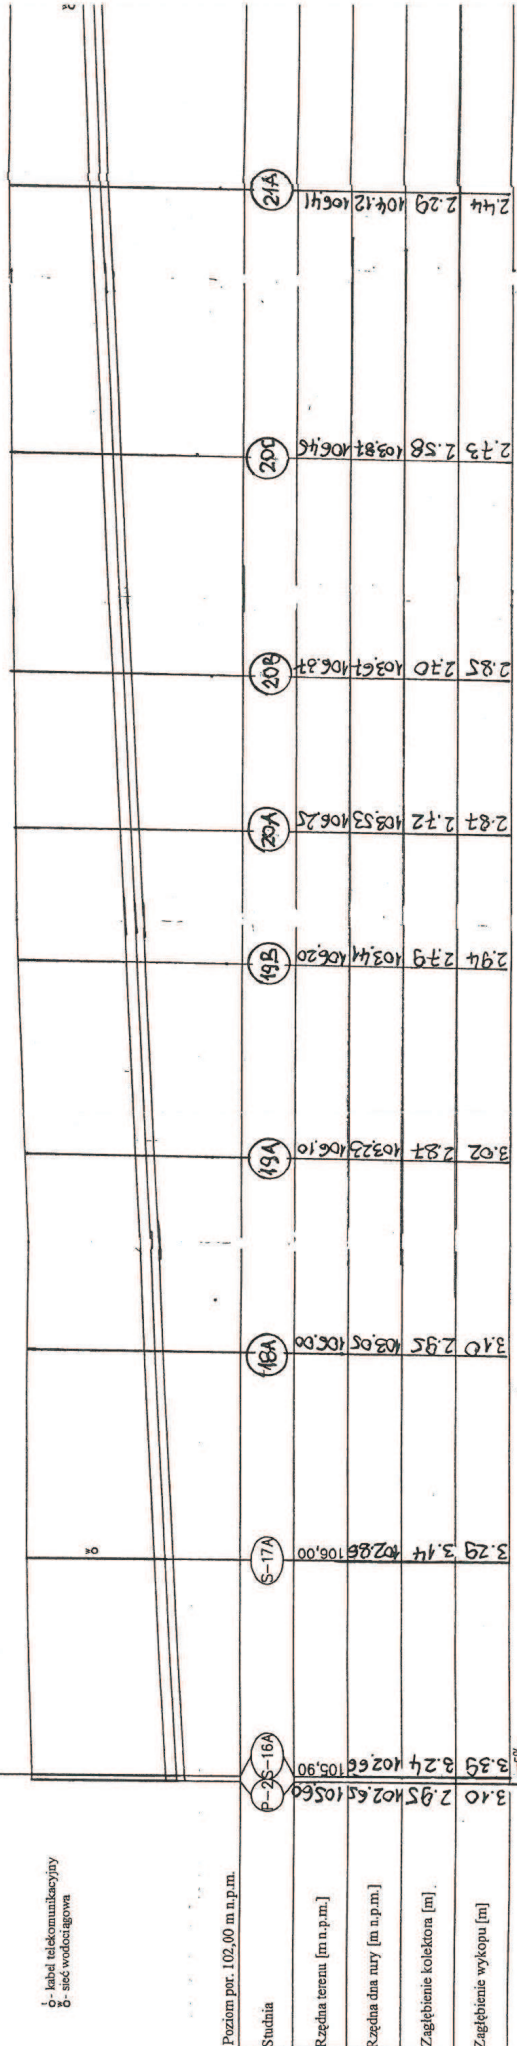 t - kabel telekomunikacyjny
w - sieć wodociągowa
w
w
Poziom por. 102,00 m n.p.m.
Studnia P-2 S-16A S-17A 18A 19A 19B 20A 20B 20C 21A
Rzędna terenu [m n.p.m.] 105,60 105,90 106,00 106,00 106,10 106,20 106,25 106,37 106,46 106,41
Rzędna dna rury [m n.p.m.] 102,65 102,66 102,86 103,05 103,23 103,41 103,53 103,67 103,87 104,12
Zagłębienie kolektora [m] 2.95 3.24 3.14 2.95 2.87 2.79 2.72 2.70 2.58 2.29
Zagłębienie wykopu [m] 3.10 3.39 3.29 3.10 3.02 2.94 2.87 2.85 2.73 2.44